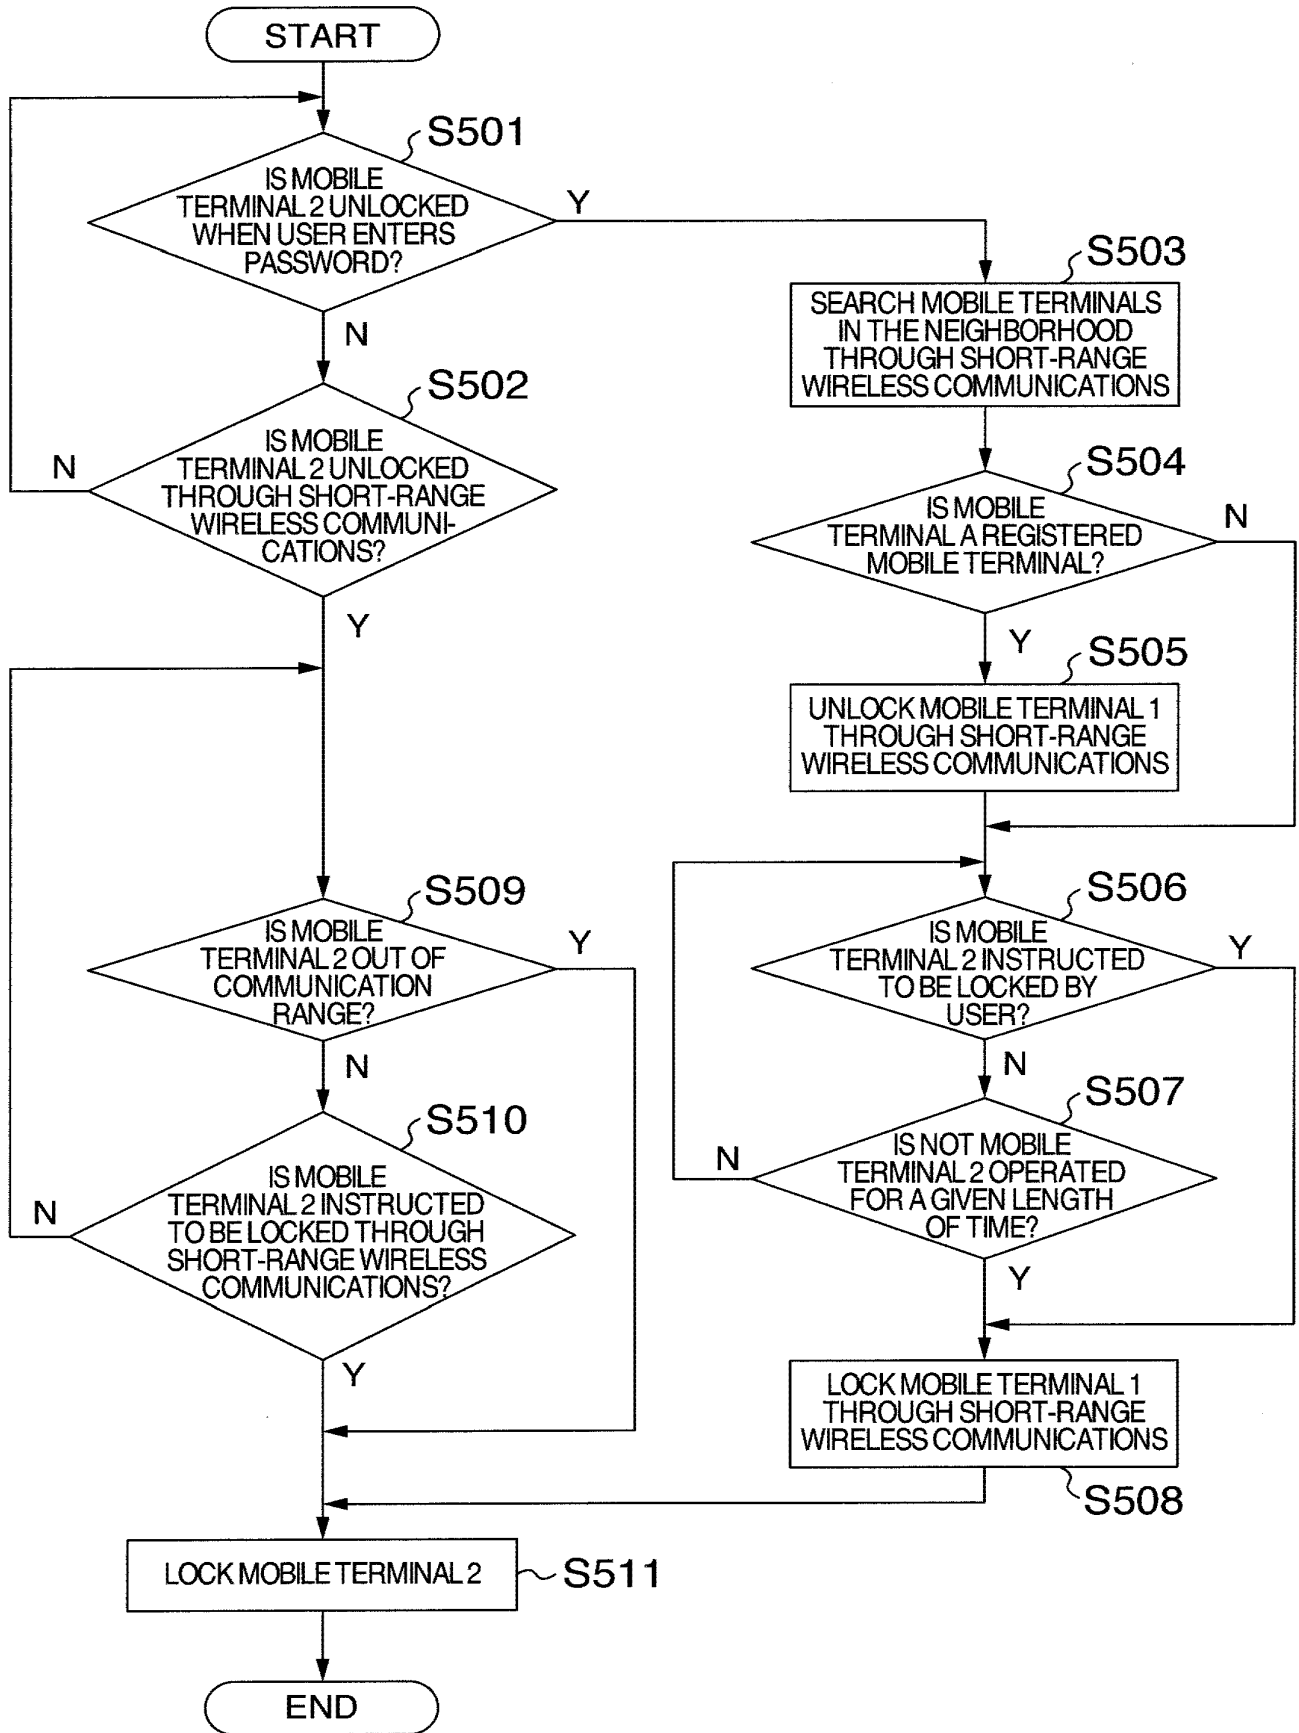 START
S501
IS MOBILE
TERMINAL 2 UNLOCKED
WHEN USER ENTERS
PASSWORD?
Y
N
S502
IS MOBILE
TERMINAL 2 UNLOCKED
THROUGH SHORT-RANGE
WIRELESS COMMUNI-
CATIONS?
N
Y
S503
SEARCH MOBILE TERMINALS
IN THE NEIGHBORHOOD
THROUGH SHORT-RANGE
WIRELESS COMMUNICATIONS
S504
IS MOBILE
TERMINAL A REGISTERED
MOBILE TERMINAL?
N
Y
S505
UNLOCK MOBILE TERMINAL 1
THROUGH SHORT-RANGE
WIRELESS COMMUNICATIONS
S506
IS MOBILE
TERMINAL 2 INSTRUCTED
TO BE LOCKED BY
USER?
Y
N
S507
IS NOT MOBILE
TERMINAL 2 OPERATED
FOR A GIVEN LENGTH
OF TIME?
N
Y
LOCK MOBILE TERMINAL 1
THROUGH SHORT-RANGE
WIRELESS COMMUNICATIONS
S508
S509
IS MOBILE
TERMINAL 2 OUT OF
COMMUNICATION
RANGE?
Y
N
S510
IS MOBILE
TERMINAL 2 INSTRUCTED
TO BE LOCKED THROUGH
SHORT-RANGE WIRELESS
COMMUNICATIONS?
N
Y
LOCK MOBILE TERMINAL 2
S511
END